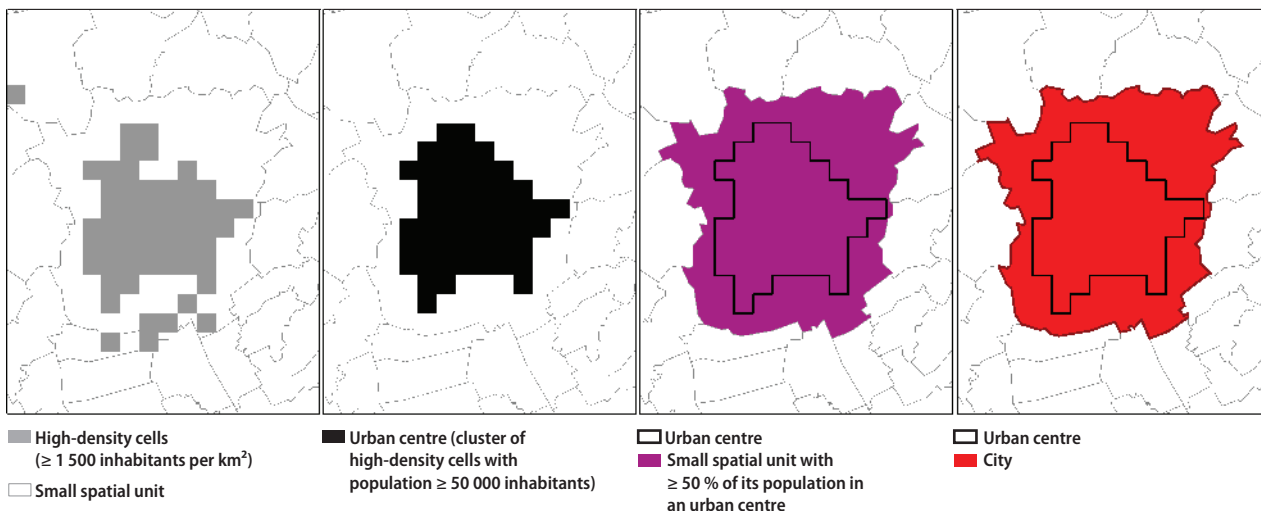 High-density cells
(≥ 1 500 inhabitants per km²)
Small spatial unit
Urban centre (cluster of
high-density cells with
population ≥ 50 000 inhabitants)
Urban centre
Small spatial unit with
≥ 50 % of its population in
an urban centre
Urban centre
City